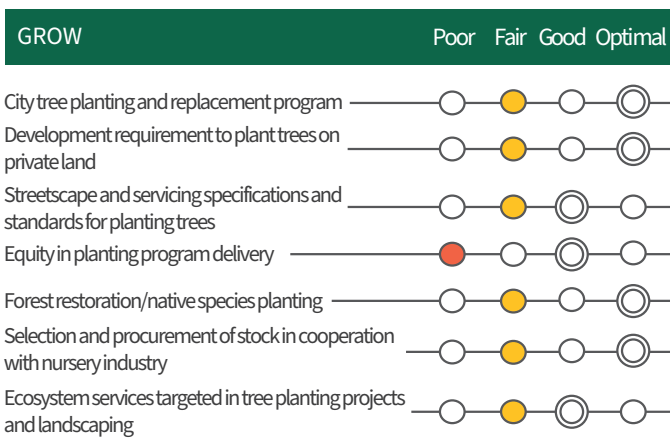 GROW Poor Fair Good Optimal
City tree planting and replacement program
Development requirement to plant trees on
private land
Streetscape and servicing specifications and
standards for planting trees
Equity in planting program delivery
Forest restoration/native species planting
Selection and procurement of stock in cooperation
with nursery industry
Ecosystem services targeted in tree planting projects
and landscaping